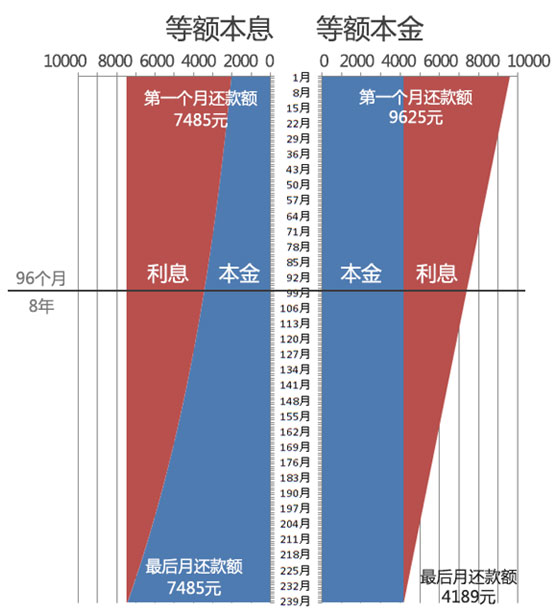 等额本息 等额本金
10000 8000 6000 4000 2000 0 0 2000 4000 6000 8000 10000
第一个月还款额
7485元
第一个月还款额
9625元
1月
8月
15月
22月
29月
36月
43月
50月
57月
64月
71月
78月
85月
92月
99月
106月
113月
120月
127月
134月
141月
148月
155月
162月
169月
176月
183月
190月
197月
204月
211月
218月
225月
232月
239月
96个月
8年
利息 本金 本金 利息
最后月还款额
7485元
最后月还款额
4189元